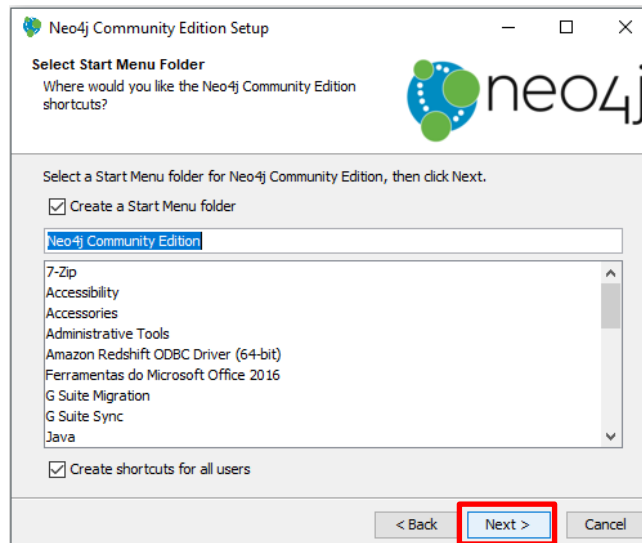 Neo4j Community Edition Setup
Select Start Menu Folder
Where would you like the Neo4j Community Edition
shortcuts?
neo4j
Select a Start Menu folder for Neo4j Community Edition, then click Next.
Create a Start Menu folder
Neo4j Community Edition
7-Zip
Accessibility
Accessories
Administrative Tools
Amazon Redshift ODBC Driver (64-bit)
Ferramentas do Microsoft Office 2016
G Suite Migration
G Suite Sync
Java
Create shortcuts for all users
< Back Next > Cancel